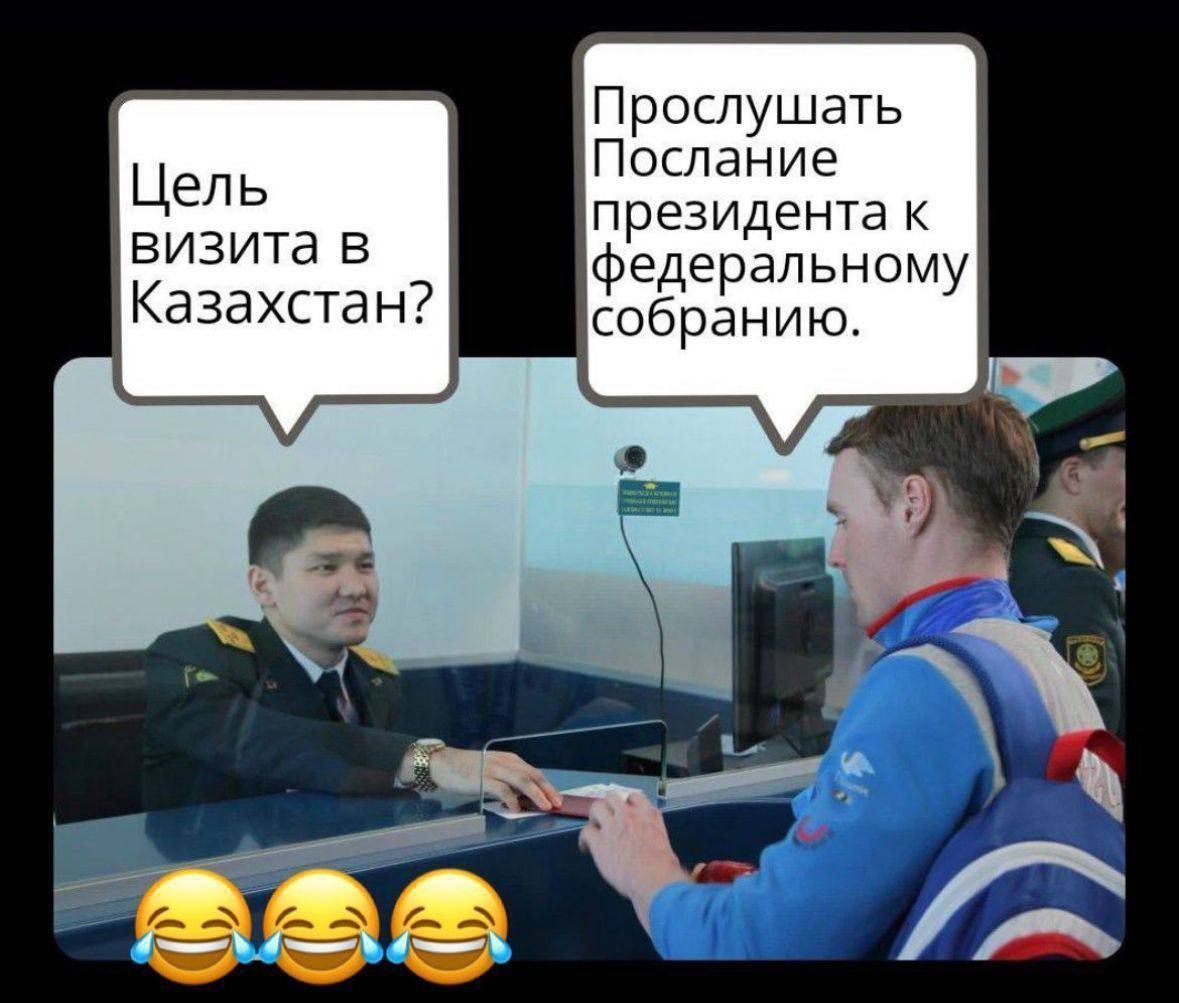 Цель
визита в
Казахстан?
Прослушать
Послание
президента к
федеральному
собранию.